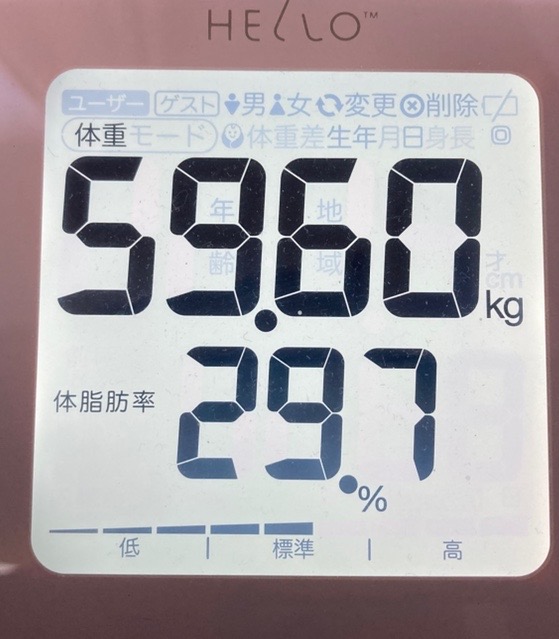 HELLO™
ユーザー ゲスト 男 女 変更 削除
体重モード 体重差生年月日身長
年齢 地域
才
cm
59.60 kg
体脂肪率 29.7 %
低 | 標準 | 高